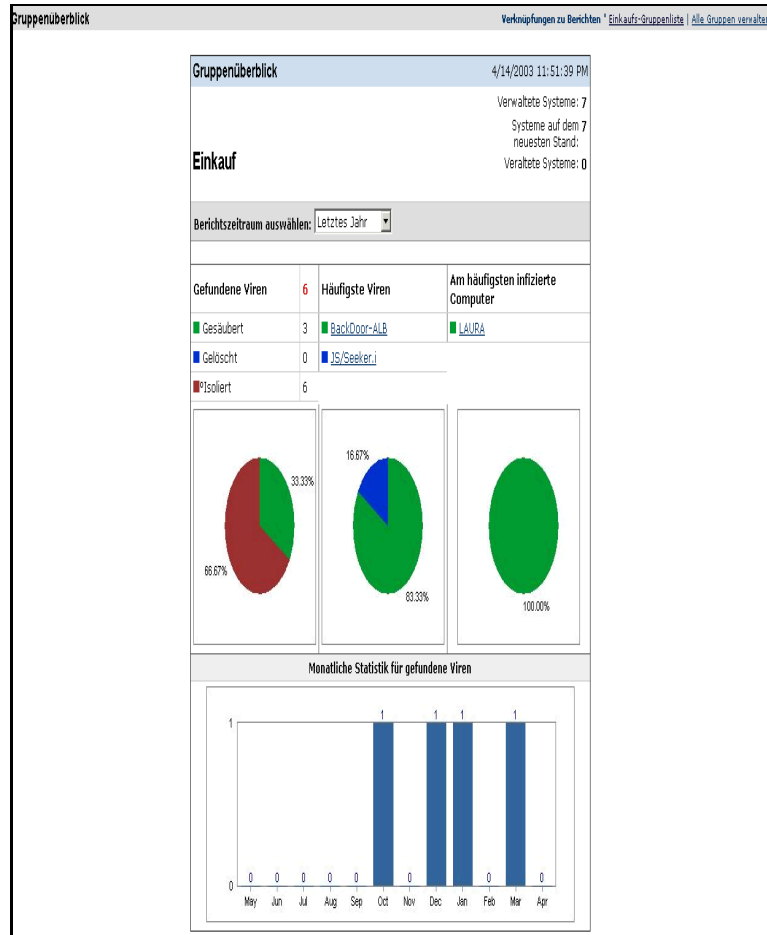 Gruppenüberblick
Verknüpfungen zu Berichten * Einkaufs-Gruppenliste | Alle Gruppen verwalten
Gruppenüberblick 4/14/2003 11:51:39 PM
Verwaltete Systeme: 7
Systeme auf dem 7
neuesten Stand:
Einkauf
Veraltete Systeme: 0
Berichtszeitraum auswählen: Letztes Jahr
Gefundene Viren 6 Häufigste Viren Am häufigsten infizierte
Computer
Gesäubert 3 BackDoor-ALB LAURA
Gelöscht 0 JS/Seeker.i
ºIsoliert 6
33.33%
66.67%
16.67%
83.33%
100.00%
Monatliche Statistik für gefundene Viren
1
1 1 1 1
0 0 0 0 0 0 0 0
0
May Jun Jul Aug Sep Oct Nov Dec Jan Feb Mar Apr